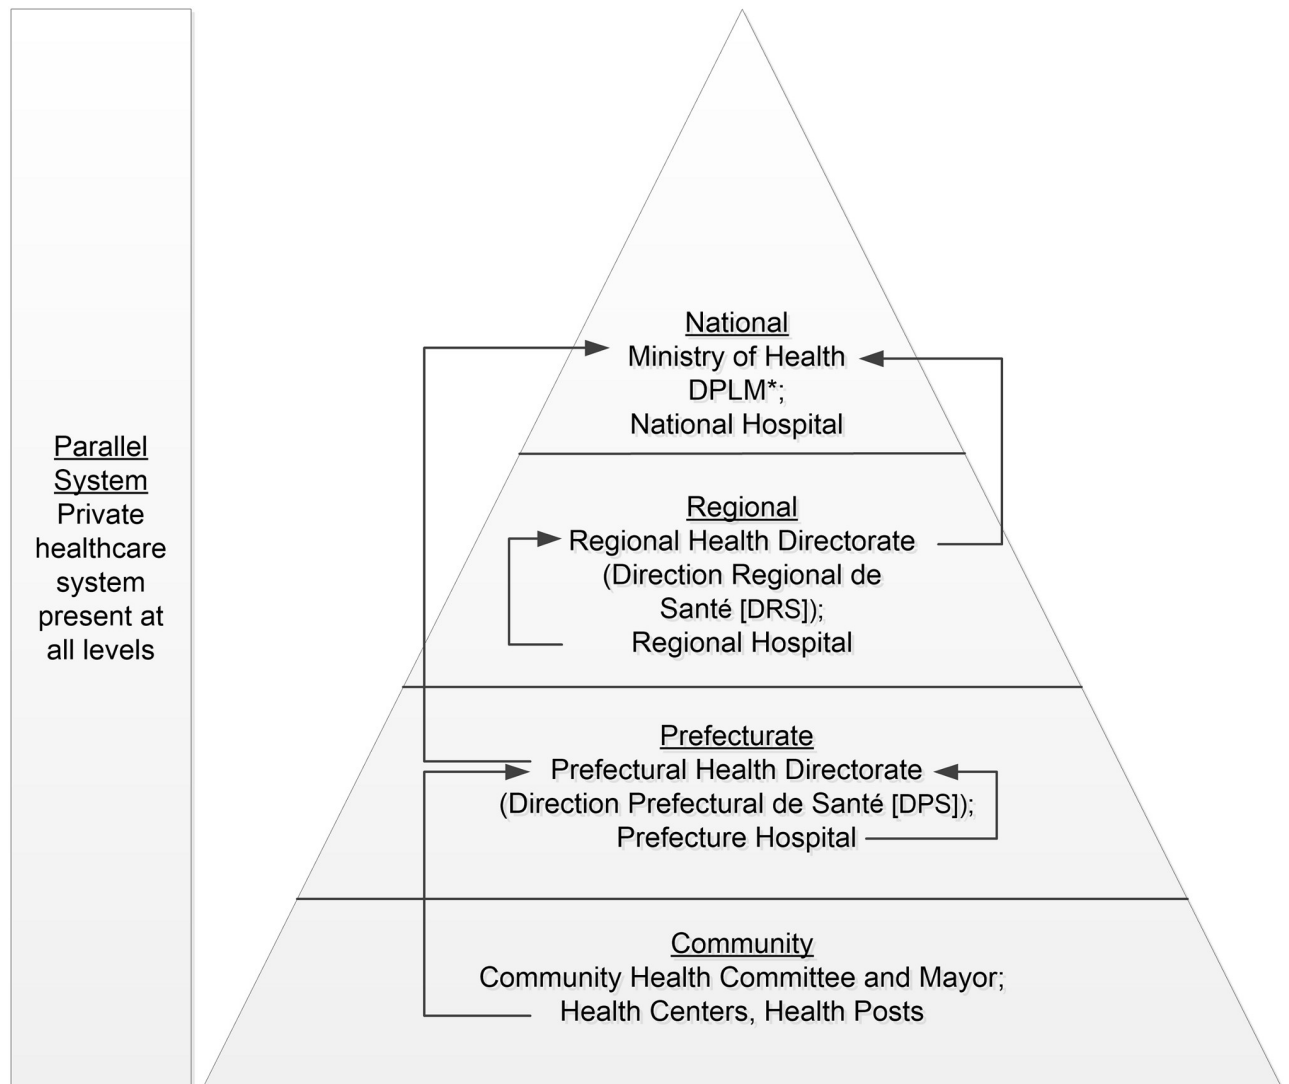 Parallel
System
Private
healthcare
system
present at
all levels
National
Ministry of Health
DPLM*;
National Hospital
Regional
Regional Health Directorate
(Direction Regional de
Santé [DRS]);
Regional Hospital
Prefecturate
Prefectural Health Directorate
(Direction Prefectural de Santé [DPS]);
Prefecture Hospital
Community
Community Health Committee and Mayor;
Health Centers, Health Posts